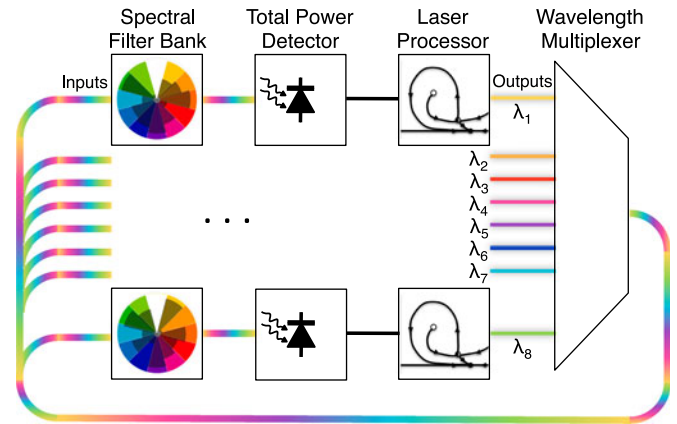 Spectral
Filter Bank
Total Power
Detector
Laser
Processor
Wavelength
Multiplexer
Inputs
Outputs
λ1
λ2
λ3
λ4
λ5
λ6
λ7
. . .
λ8